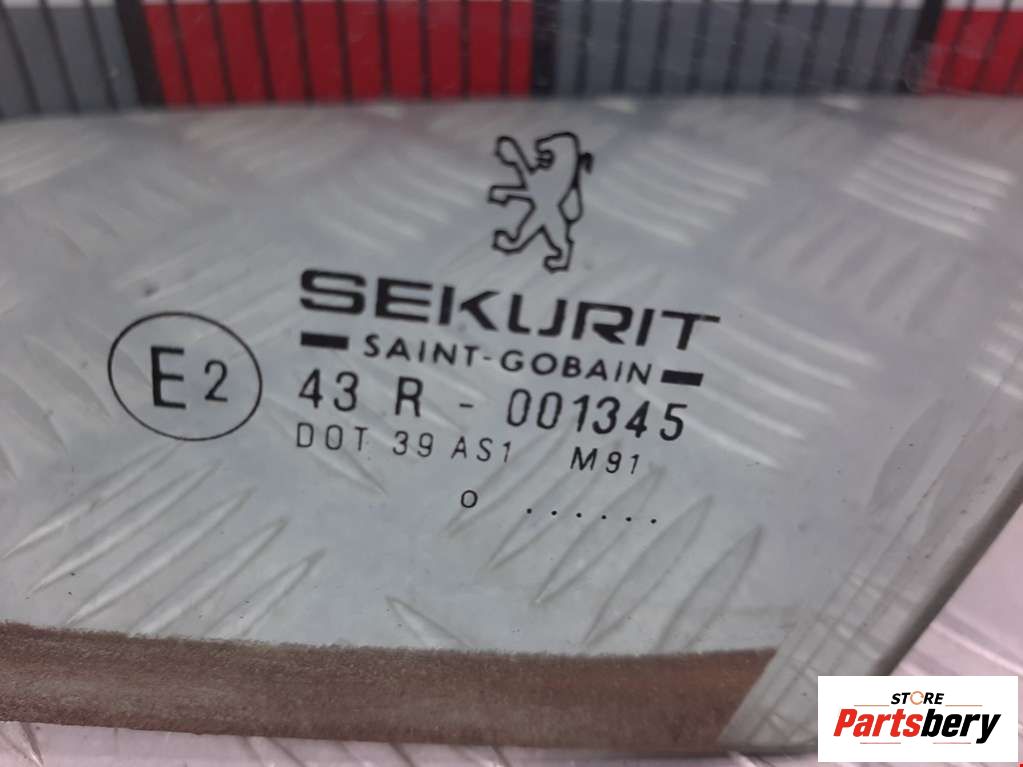 SEKURIT
SAINT-GOBAIN
E2
43 R - 001345
DOT 39 AS1 M91
o ......
STORE
Partsbery